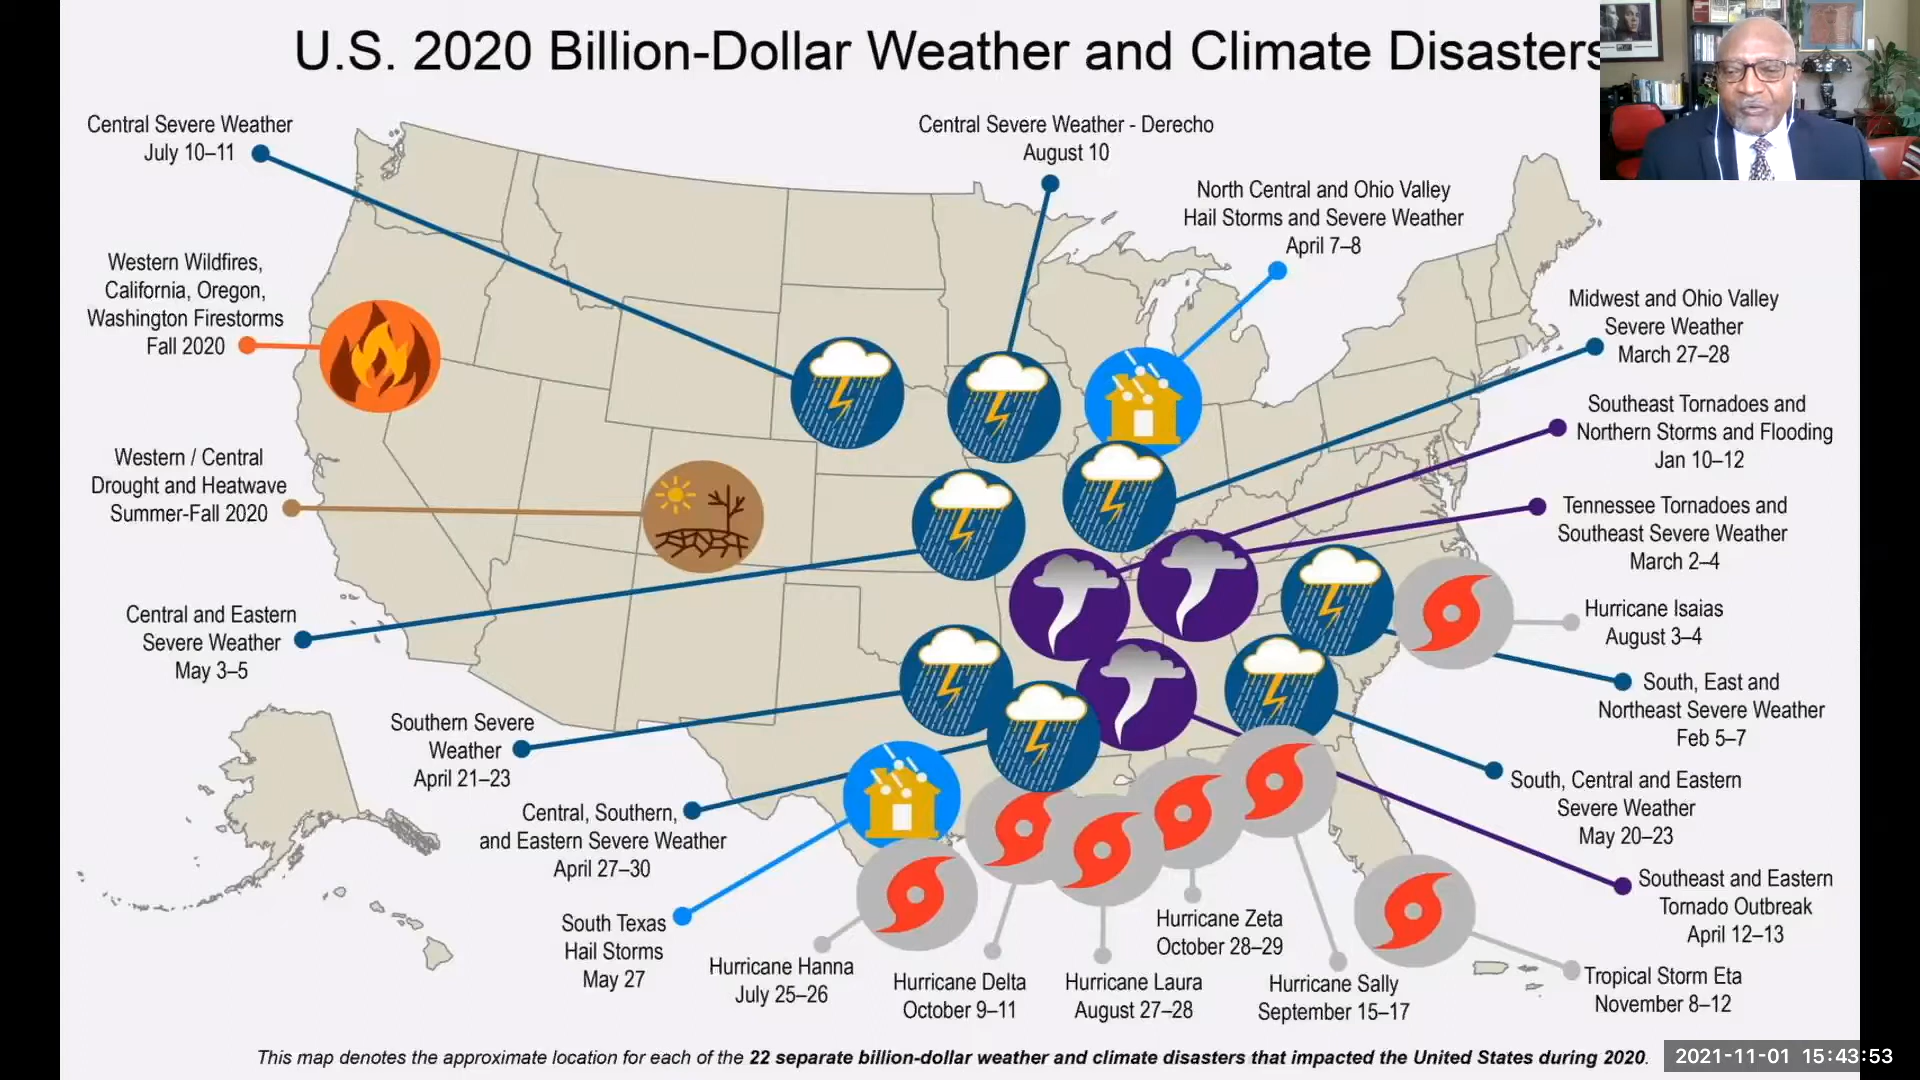 U.S. 2020 Billion-Dollar Weather and Climate Disasters
Central Severe Weather
July 10–11
Central Severe Weather - Derecho
August 10
North Central and Ohio Valley
Hail Storms and Severe Weather
April 7–8
Western Wildfires,
California, Oregon,
Washington Firestorms
Fall 2020
Midwest and Ohio Valley
Severe Weather
March 27–28
Southeast Tornadoes and
Northern Storms and Flooding
Jan 10–12
Western / Central
Drought and Heatwave
Summer-Fall 2020
Tennessee Tornadoes and
Southeast Severe Weather
March 2–4
Central and Eastern
Severe Weather
May 3–5
Hurricane Isaias
August 3–4
South, East and
Northeast Severe Weather
Feb 5–7
Southern Severe
Weather
April 21–23
South, Central and Eastern
Severe Weather
May 20–23
Central, Southern,
and Eastern Severe Weather
April 27–30
Southeast and Eastern
Tornado Outbreak
April 12–13
South Texas
Hail Storms
May 27
Hurricane Hanna
July 25–26
Hurricane Delta
October 9–11
Hurricane Laura
August 27–28
Hurricane Zeta
October 28–29
Hurricane Sally
September 15–17
Tropical Storm Eta
November 8–12
This map denotes the approximate location for each of the 22 separate billion-dollar weather and climate disasters that impacted the United States during 2020.
2021-11-01 15:43:53